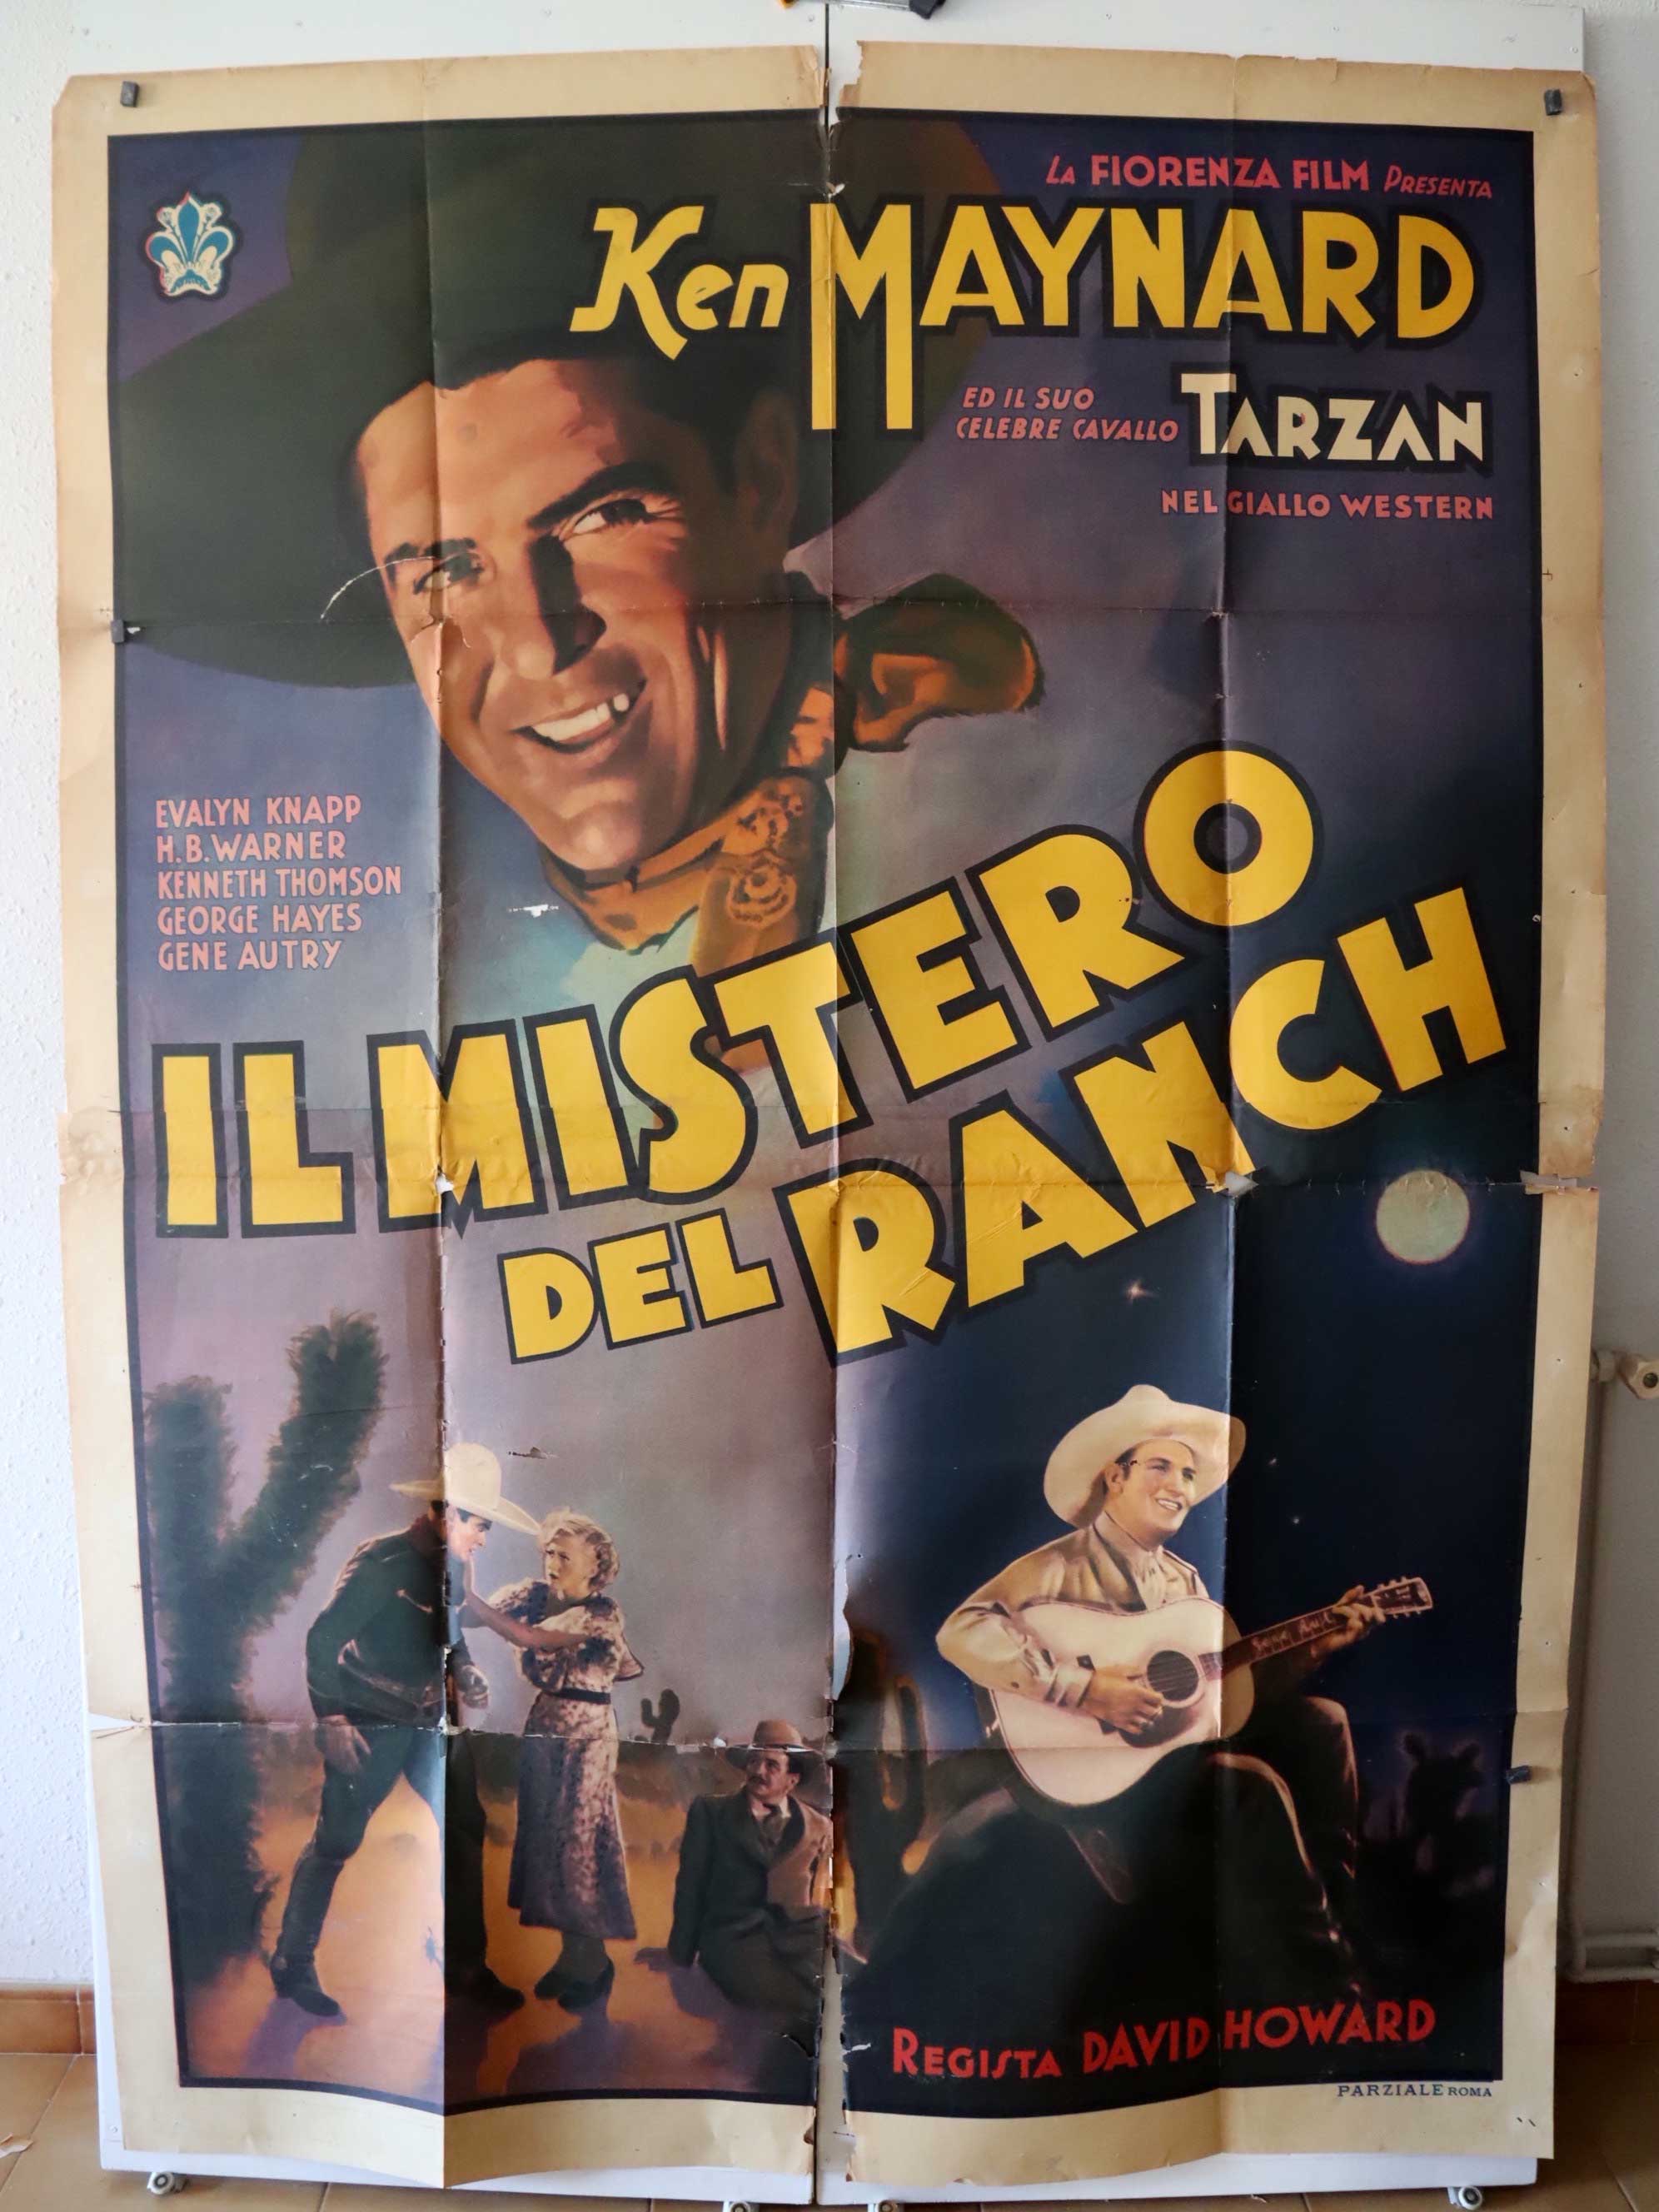 LA FIORENZA FILM PRESENTA
Ken MAYNARD
ED IL SUO
CELEBRE CAVALLO TARZAN
NEL GIALLO WESTERN
EVALYN KNAPP
H.B. WARNER
KENNETH THOMSON
GEORGE HAYES
GENE AUTRY
IL MISTERO
DEL RANCH
REGISTA DAVID HOWARD
PARZIALE ROMA